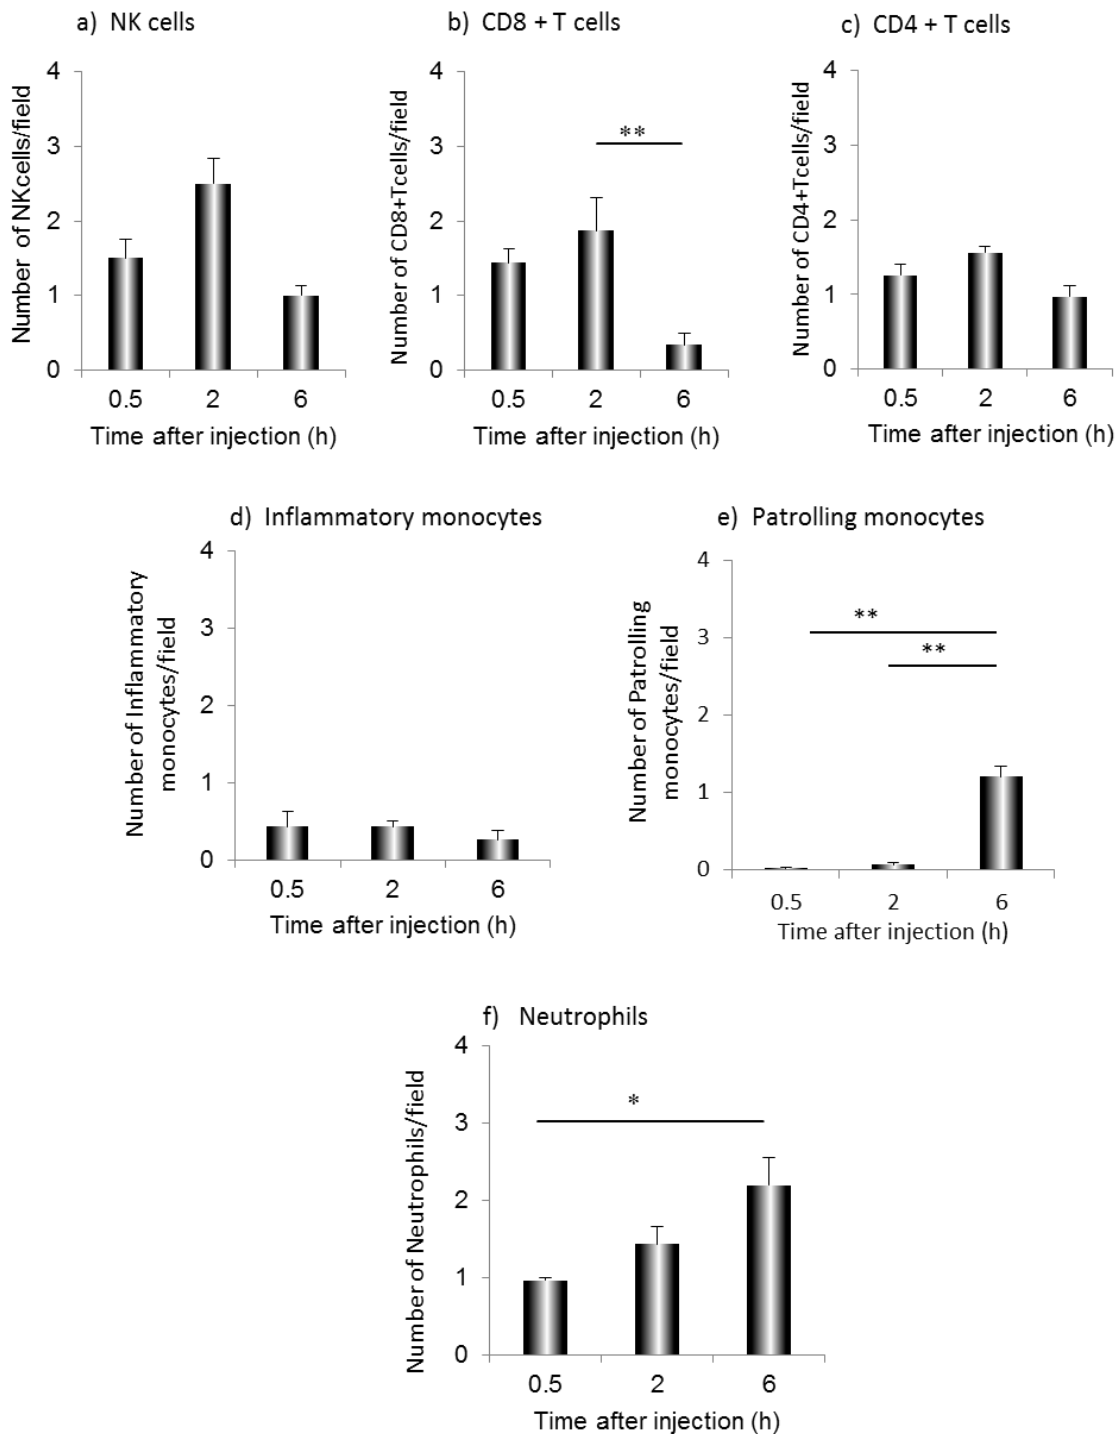 a) NK cells
Number of NKcells/field
4
3
2
1
0
0.5 2 6
Time after injection (h)
b) CD8 + T cells
Number of CD8+Tcells/field
4
3
2
1
0
**
0.5 2 6
Time after injection (h)
c) CD4 + T cells
Number of CD4+Tcells/field
4
3
2
1
0
0.5 2 6
Time after injection (h)
d) Inflammatory monocytes
Number of Inflammatory
monocytes/field
4
3
2
1
0
0.5 2 6
Time after injection (h)
e) Patrolling monocytes
Number of Patrolling
monocytes/field
4
3
2
1
0
**
**
0.5 2 6
Time after injection (h)
f) Neutrophils
Number of Neutrophils/field
4
3
2
1
0
*
0.5 2 6
Time after injection (h)